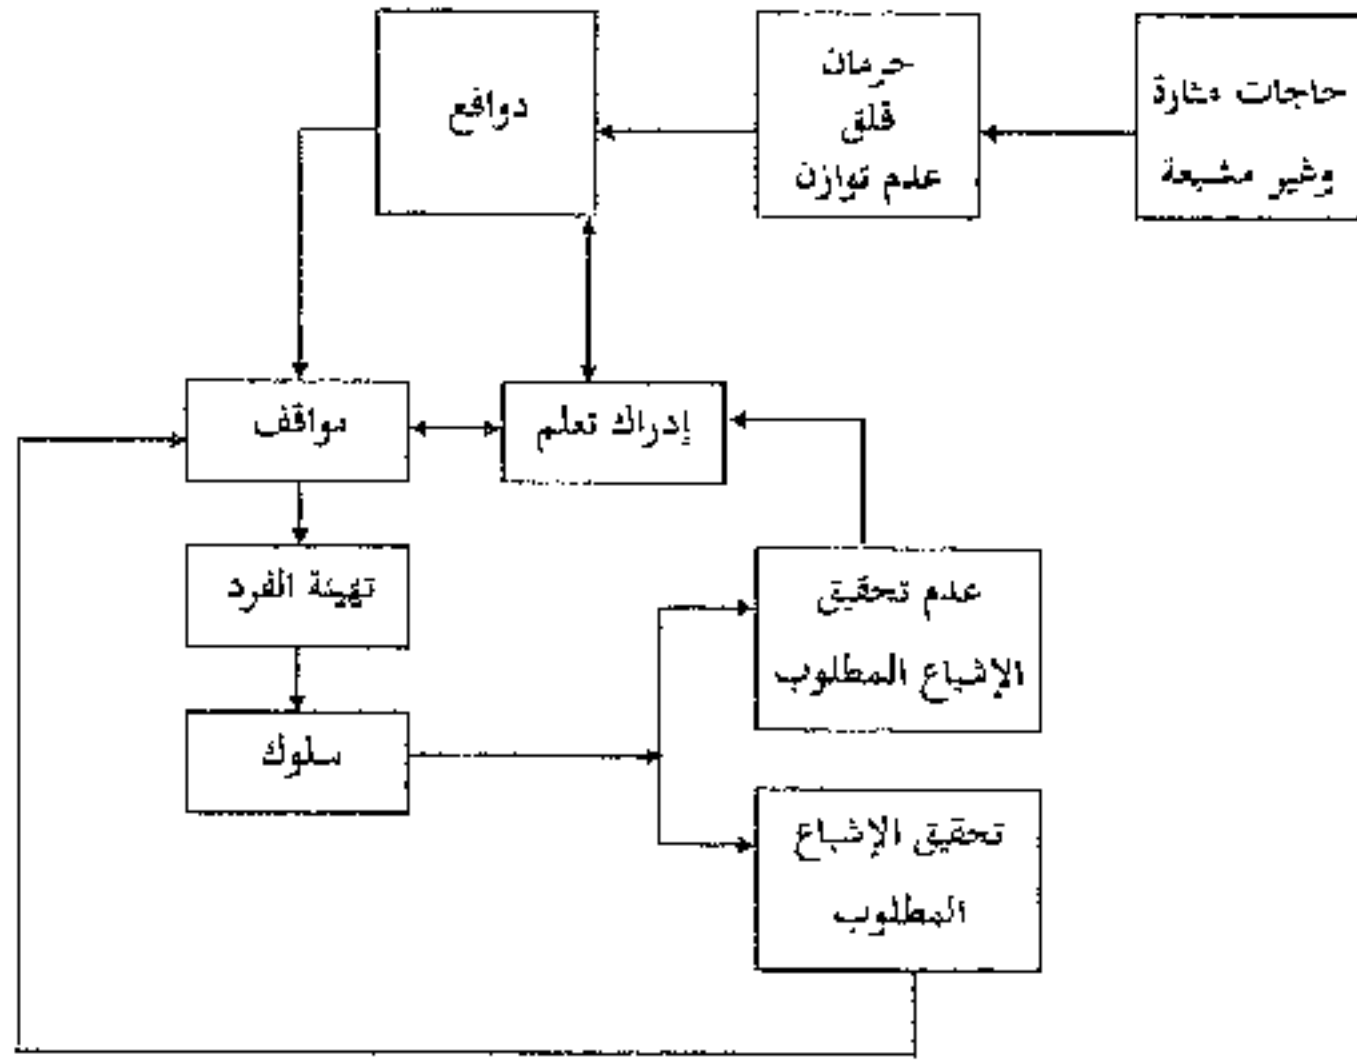 حاجات مثارة
وغير مشبعة
حرمان
قلق
عدم توازن
دوافع
إدراك تعلم
مواقف
تهيئة الفرد
سلوك
عدم تحقيق
الإشباع المطلوب
تحقيق الإشباع
المطلوب